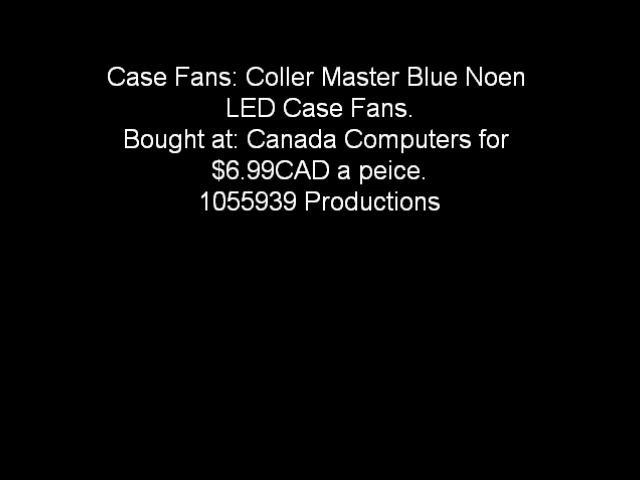 Case Fans: Coller Master Blue Noen
LED Case Fans.
Bought at: Canada Computers for
$6.99CAD a peice.
1055939 Productions